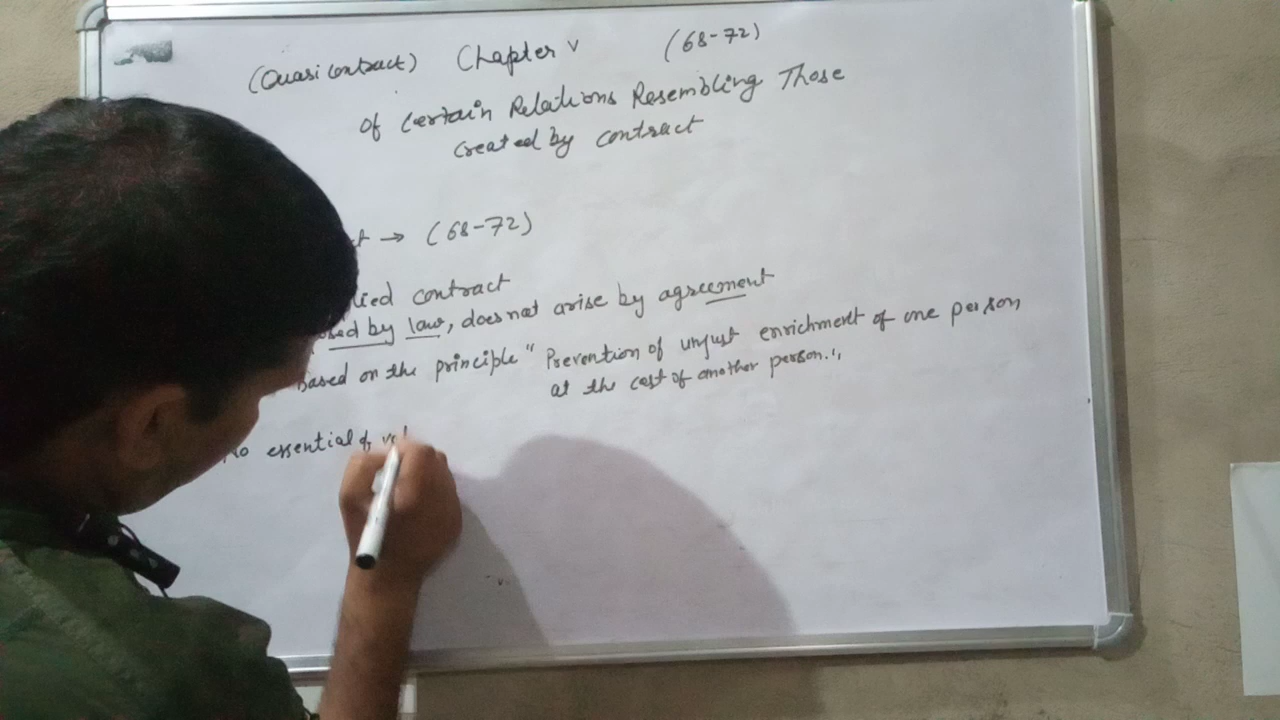 (Quasi contract) Chapter V (68-72)
Of Certain Relations Resembling Those
created by contract
→ (68-72)
contract
by law, does not arise by agreement
based on the principle " Prevention of unjust enrichment of one person,
at the cost of another person."
No essential of